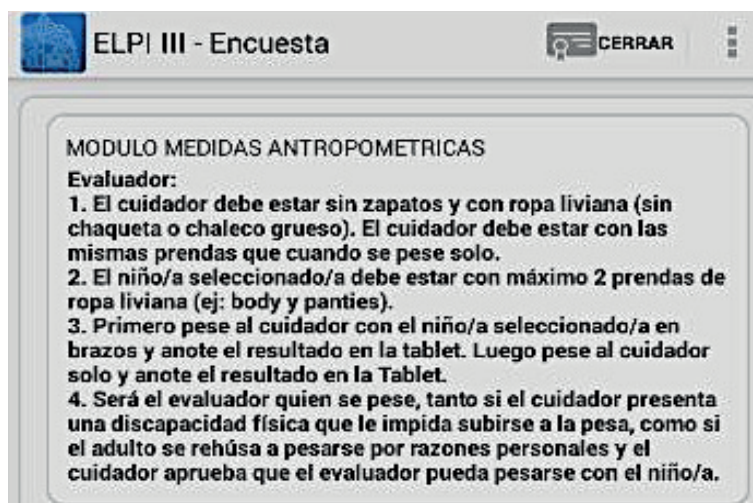 ELPI III - Encuesta
CERRAR
MODULO MEDIDAS ANTROPOMETRICAS
Evaluador:
1. El cuidador debe estar sin zapatos y con ropa liviana (sin
chaqueta o chaleco grueso). El cuidador debe estar con las
mismas prendas que cuando se pese solo.
2. El niño/a seleccionado/a debe estar con máximo 2 prendas de
ropa liviana (ej: body y panties).
3. Primero pese al cuidador con el niño/a seleccionado/a en
brazos y anote el resultado en la tablet. Luego pese al cuidador
solo y anote el resultado en la Tablet.
4. Será el evaluador quien se pese, tanto si el cuidador presenta
una discapacidad física que le impida subirse a la pesa, como si
el adulto se rehúsa a pesarse por razones personales y el
cuidador aprueba que el evaluador pueda pesarse con el niño/a.